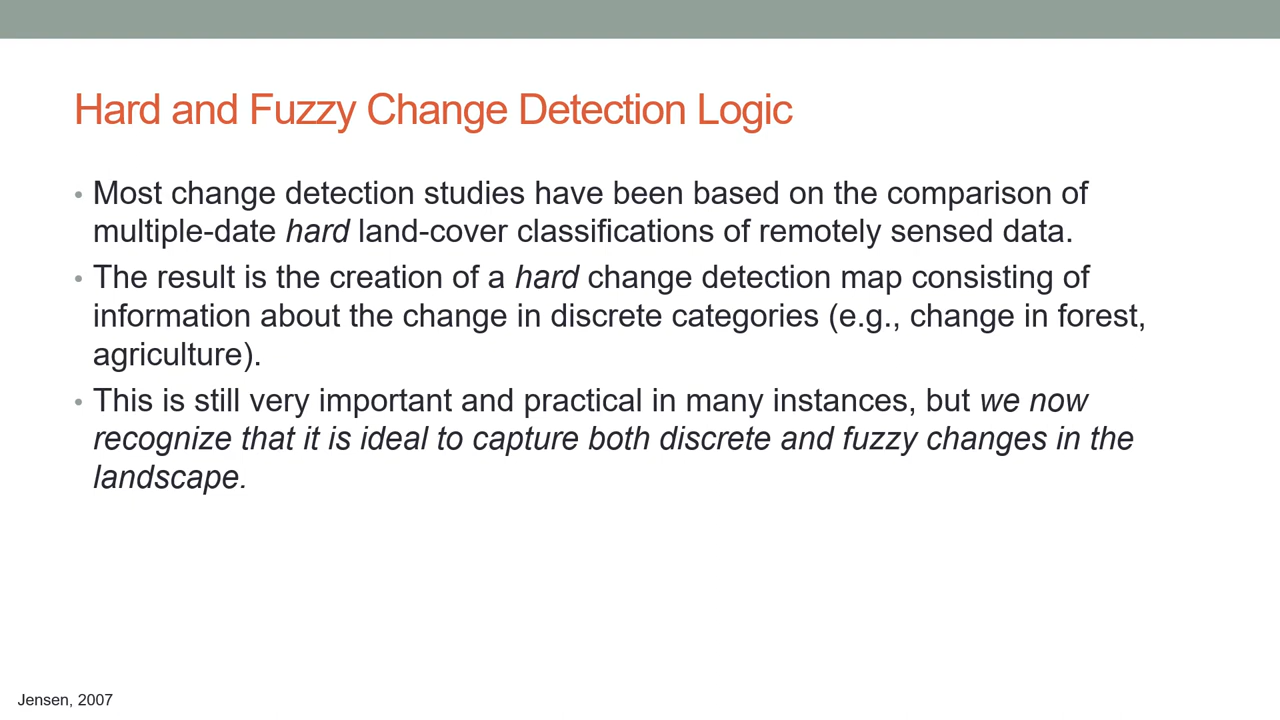 Hard and Fuzzy Change Detection Logic
• Most change detection studies have been based on the comparison of
multiple-date hard land-cover classifications of remotely sensed data.
• The result is the creation of a hard change detection map consisting of
information about the change in discrete categories (e.g., change in forest,
agriculture).
• This is still very important and practical in many instances, but we now
recognize that it is ideal to capture both discrete and fuzzy changes in the
landscape.
Jensen, 2007